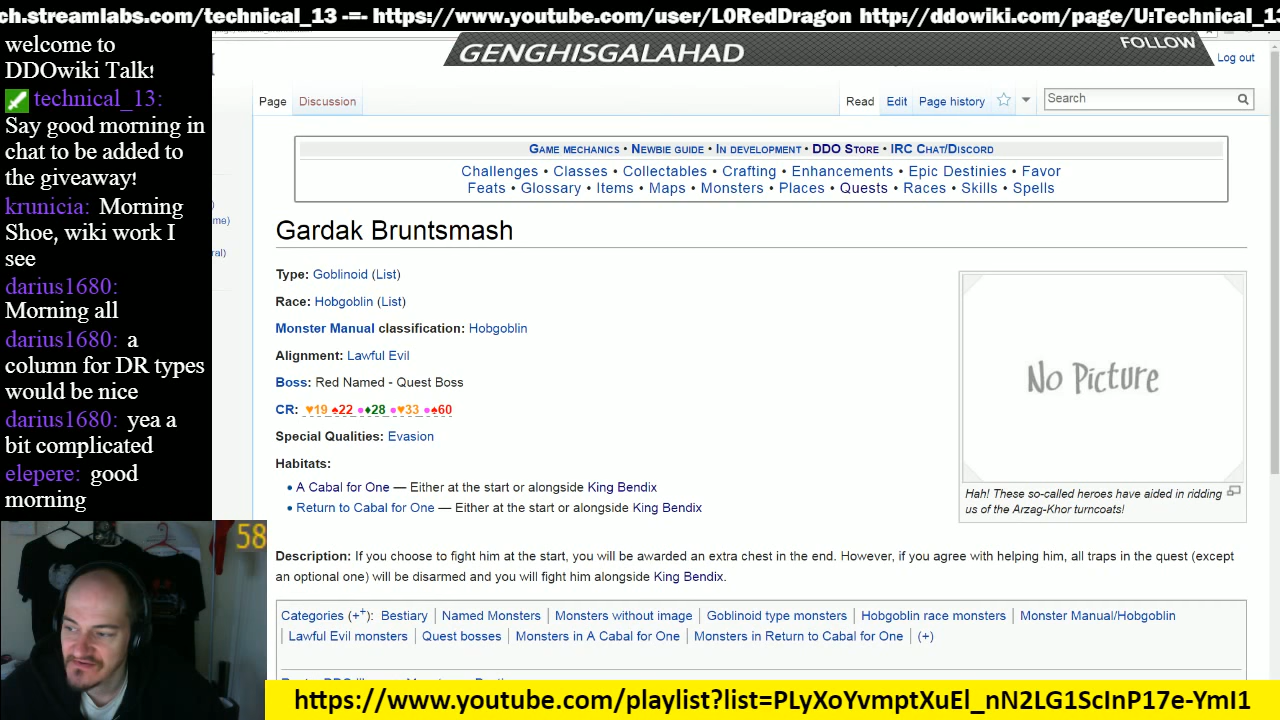 ch.streamlabs.com/technical_13 -=- https://www.youtube.com/user/L0RedDragon http://ddowiki.com/page/U:Technical_13
welcome to
DDOwiki Talk!
technical_13:
Say good morning in
chat to be added to
the giveaway!
krunicia: Morning
Shoe, wiki work I
see
darius1680:
Morning all
darius1680: a
column for DR types
would be nice
darius1680: yea a
bit complicated
elepere: good
morning
58
GENGHISGALAHAD
FOLLOW
Log out
Page Discussion
Read Edit Page history
Search
Game mechanics • Newbie guide • In development • DDO Store • IRC Chat/Discord
Challenges • Classes • Collectables • Crafting • Enhancements • Epic Destinies • Favor
Feats • Glossary • Items • Maps • Monsters • Places • Quests • Races • Skills • Spells
Gardak Bruntsmash
Type: Goblinoid (List)
Race: Hobgoblin (List)
Monster Manual classification: Hobgoblin
Alignment: Lawful Evil
Boss: Red Named - Quest Boss
CR: ♥19 ♠22 ●♦28 ●♥33 ●♠60
Special Qualities: Evasion
Habitats:
• A Cabal for One — Either at the start or alongside King Bendix
• Return to Cabal for One — Either at the start or alongside King Bendix
No Picture
Hah! These so-called heroes have aided in ridding
us of the Arzag-Khor turncoats!
Description: If you choose to fight him at the start, you will be awarded an extra chest in the end. However, if you agree with helping him, all traps in the quest (except
an optional one) will be disarmed and you will fight him alongside King Bendix.
Categories (++): Bestiary | Named Monsters | Monsters without image | Goblinoid type monsters | Hobgoblin race monsters | Monster Manual/Hobgoblin
| Lawful Evil monsters | Quest bosses | Monsters in A Cabal for One | Monsters in Return to Cabal for One | (+)
https://www.youtube.com/playlist?list=PLyXoYvmptXuEl_nN2LG1ScInP17e-YmI1